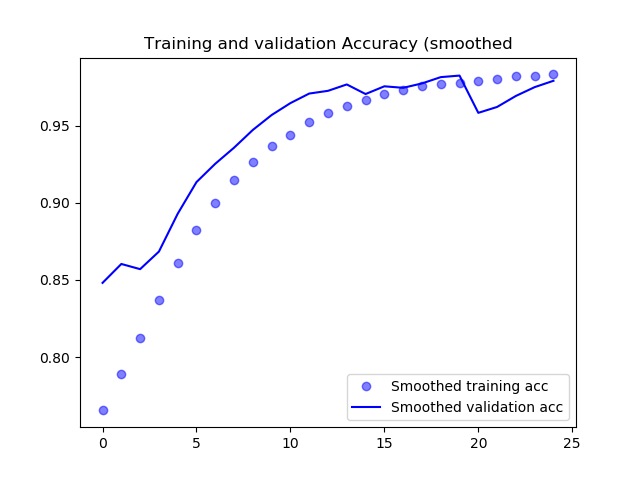 Training and validation Accuracy (smoothed
0.95
0.90
0.85
0.80
Smoothed training acc
Smoothed validation acc
0 5 10 15 20 25